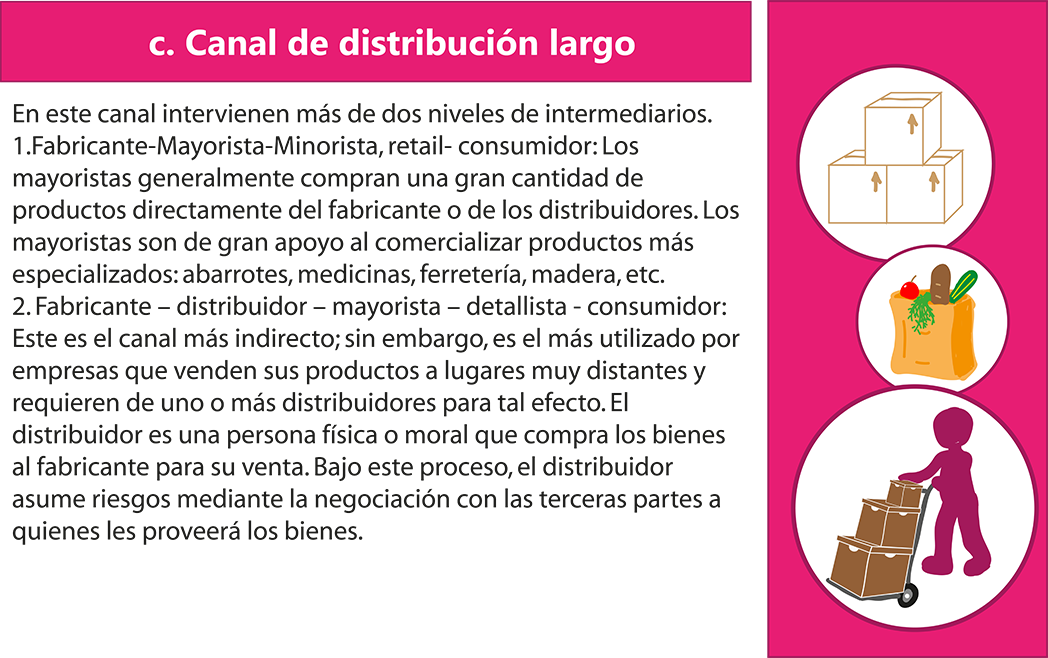 c. Canal de distribución largo
En este canal intervienen más de dos niveles de intermediarios.
1.Fabricante-Mayorista-Minorista, retail- consumidor: Los
mayoristas generalmente compran una gran cantidad de
productos directamente del fabricante o de los distribuidores. Los
mayoristas son de gran apoyo al comercializar productos más
especializados: abarrotes, medicinas, ferretería, madera, etc.
2. Fabricante – distribuidor – mayorista – detallista - consumidor:
Este es el canal más indirecto; sin embargo, es el más utilizado por
empresas que venden sus productos a lugares muy distantes y
requieren de uno o más distribuidores para tal efecto. El
distribuidor es una persona física o moral que compra los bienes
al fabricante para su venta. Bajo este proceso, el distribuidor
asume riesgos mediante la negociación con las terceras partes a
quienes les proveerá los bienes.